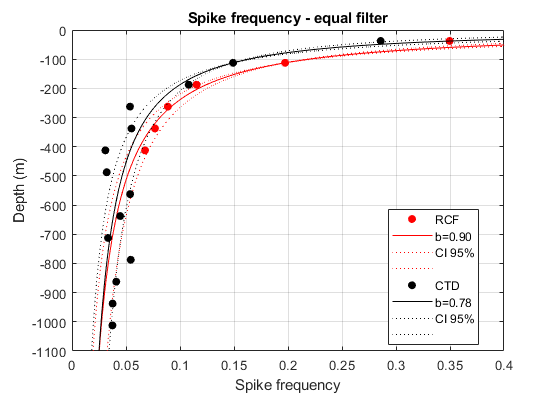 Spike frequency - equal filter
0
-100
-200
-300
-400
-500
-600
-700
-800
-900
-1000
-1100
Depth (m)
RCF
b=0.90
CI 95%
CTD
b=0.78
CI 95%
0 0.05 0.1 0.15 0.2 0.25 0.3 0.35 0.4
Spike frequency